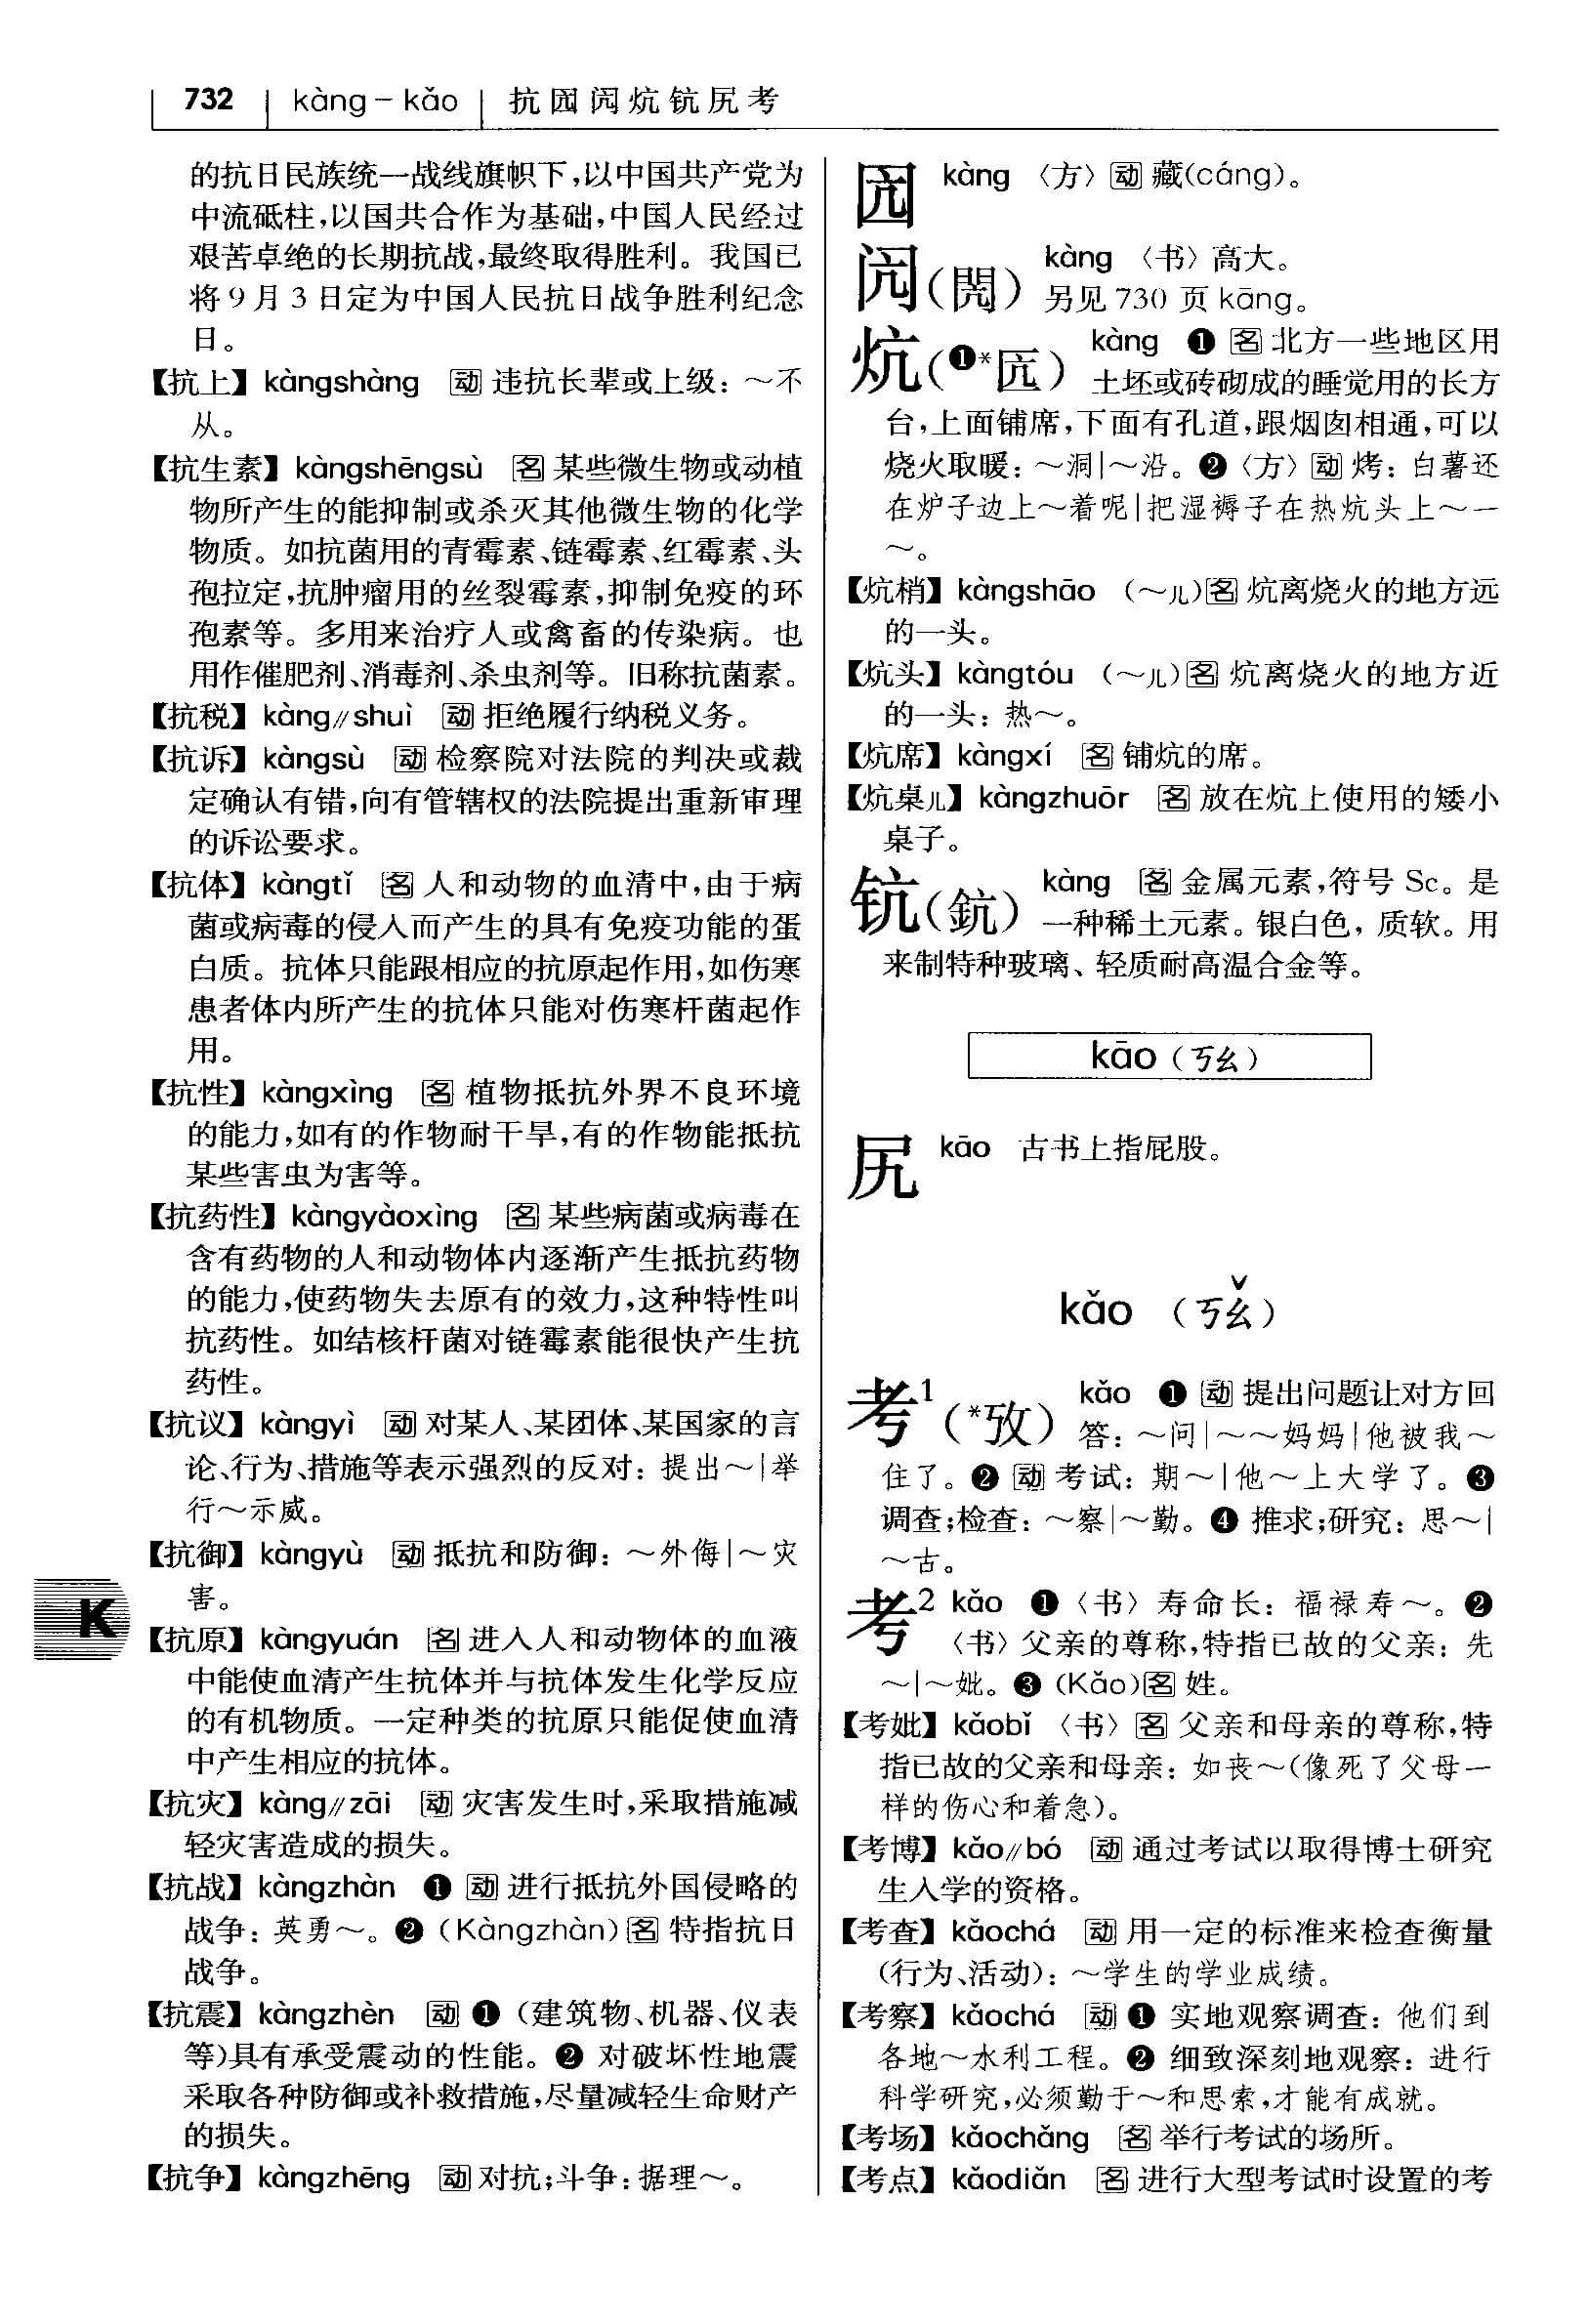 732 kàng－kǎo 抗囥闶炕钪尻考
的抗日民族统一战线旗帜下,以中国共产党为
中流砥柱,以国共合作为基础,中国人民经过
艰苦卓绝的长期抗战,最终取得胜利。我国已
将9月3日定为中国人民抗日战争胜利纪念
日。
【抗上】kàngshàng 动 违抗长辈或上级：～不
从。
【抗生素】kàngshēngsù 名 某些微生物或动植
物所产生的能抑制或杀灭其他微生物的化学
物质。如抗菌用的青霉素、链霉素、红霉素、头
孢拉定,抗肿瘤用的丝裂霉素,抑制免疫的环
孢素等。多用来治疗人或禽畜的传染病。也
用作催肥剂、消毒剂、杀虫剂等。旧称抗菌素。
【抗税】kàng∥shuì 动 拒绝履行纳税义务。
【抗诉】kàngsù 动 检察院对法院的判决或裁
定确认有错,向有管辖权的法院提出重新审理
的诉讼要求。
【抗体】kàngtǐ 名 人和动物的血清中,由于病
菌或病毒的侵入而产生的具有免疫功能的蛋
白质。抗体只能跟相应的抗原起作用,如伤寒
患者体内所产生的抗体只能对伤寒杆菌起作
用。
【抗性】kàngxìng 名 植物抵抗外界不良环境
的能力,如有的作物耐干旱,有的作物能抵抗
某些害虫为害等。
【抗药性】kàngyàoxìng 名 某些病菌或病毒在
含有药物的人和动物体内逐渐产生抵抗药物
的能力,使药物失去原有的效力,这种特性叫
抗药性。如结核杆菌对链霉素能很快产生抗
药性。
【抗议】kàngyì 动 对某人、某团体、某国家的言
论、行为、措施等表示强烈的反对：提出～|举
行～示威。
【抗御】kàngyù 动 抵抗和防御：～外侮|～灾
害。
【抗原】kàngyuán 名 进入人和动物体的血液
中能使血清产生抗体并与抗体发生化学反应
的有机物质。一定种类的抗原只能促使血清
中产生相应的抗体。
【抗灾】kàng∥zāi 动 灾害发生时,采取措施减
轻灾害造成的损失。
【抗战】kàngzhàn ❶ 动 进行抵抗外国侵略的
战争：英勇～。❷（Kàngzhàn）名 特指抗日
战争。
【抗震】kàngzhèn 动 ❶（建筑物、机器、仪表
等）具有承受震动的性能。❷ 对破坏性地震
采取各种防御或补救措施,尽量减轻生命财产
的损失。
【抗争】kàngzhēng 动 对抗;斗争：据理～。
K
囥 kàng〈方〉动 藏(cáng)。
闶(閌) kàng〈书〉高大。
另见730页 kāng。
炕(❶*匟) kàng ❶ 名 北方一些地区用
土坯或砖砌成的睡觉用的长方
台,上面铺席,下面有孔道,跟烟囱相通,可以
烧火取暖：～洞|～沿。❷〈方〉动 烤：白薯还
在炉子边上～着呢|把湿褥子在热炕头上～一
～。
【炕梢】kàngshāo（～儿）名 炕离烧火的地方远
的一头。
【炕头】kàngtóu（～儿）名 炕离烧火的地方近
的一头：热～。
【炕席】kàngxí 名 铺炕的席。
【炕桌儿】kàngzhuōr 名 放在炕上使用的矮小
桌子。
钪(鈧) kàng 名 金属元素,符号 Sc。是
一种稀土元素。银白色，质软。用
来制特种玻璃、轻质耐高温合金等。
kāo（ㄎㄠ）
尻 kāo 古书上指屁股。
kǎo（ㄎㄠˇ）
考1(*攷) kǎo ❶ 动 提出问题让对方回
答：～问|～～妈妈|他被我～
住了。❷ 动 考试：期～|他～上大学了。❸
调查;检查：～察|～勤。❹ 推求;研究：思～|
～古。
考2 kǎo ❶〈书〉寿命长：福禄寿～。❷
〈书〉父亲的尊称,特指已故的父亲：先
～|～妣。❸（Kǎo）名 姓。
【考妣】kǎobǐ〈书〉名 父亲和母亲的尊称,特
指已故的父亲和母亲：如丧～(像死了父母一
样的伤心和着急)。
【考博】kǎo∥bó 动 通过考试以取得博士研究
生入学的资格。
【考查】kǎochá 动 用一定的标准来检查衡量
(行为、活动)：～学生的学业成绩。
【考察】kǎochá 动 ❶ 实地观察调查：他们到
各地～水利工程。❷ 细致深刻地观察：进行
科学研究,必须勤于～和思索,才能有成就。
【考场】kǎochǎng 名 举行考试的场所。
【考点】kǎodiǎn 名 进行大型考试时设置的考